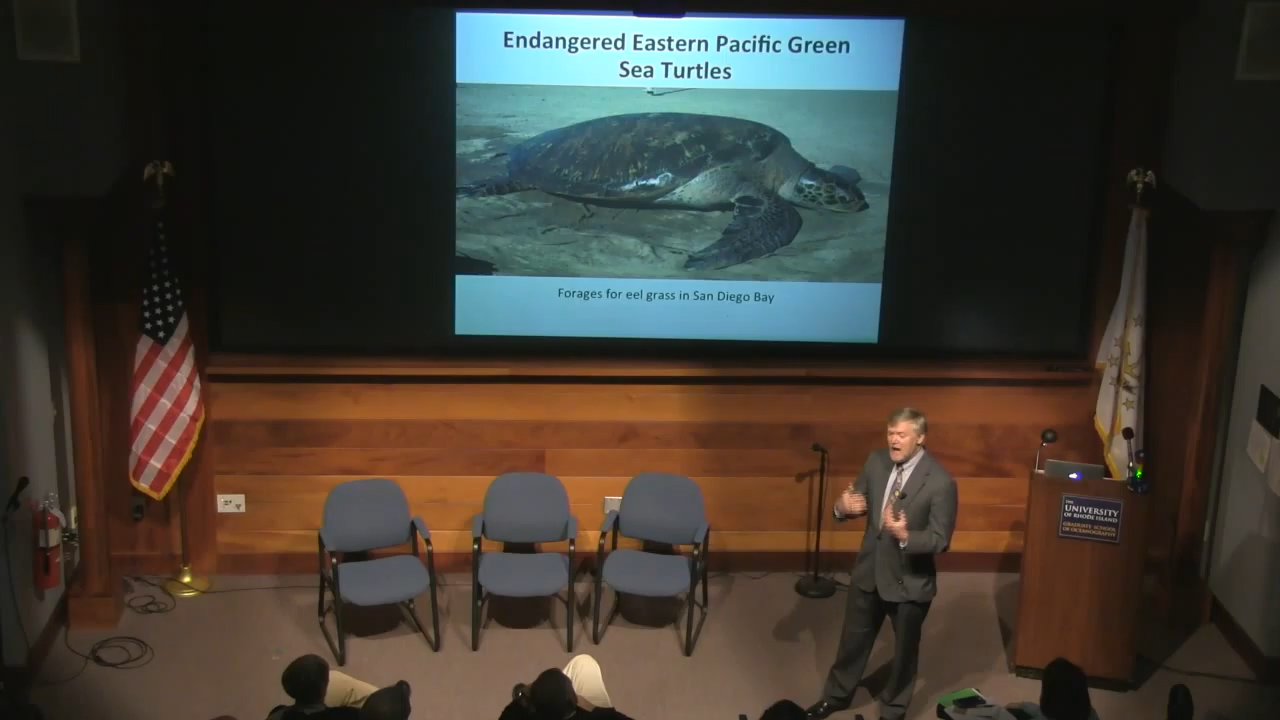 Endangered Eastern Pacific Green
Sea Turtles
Forages for eel grass in San Diego Bay
THE
UNIVERSITY
OF RHODE ISLAND
GRADUATE SCHOOL
OF OCEANOGRAPHY